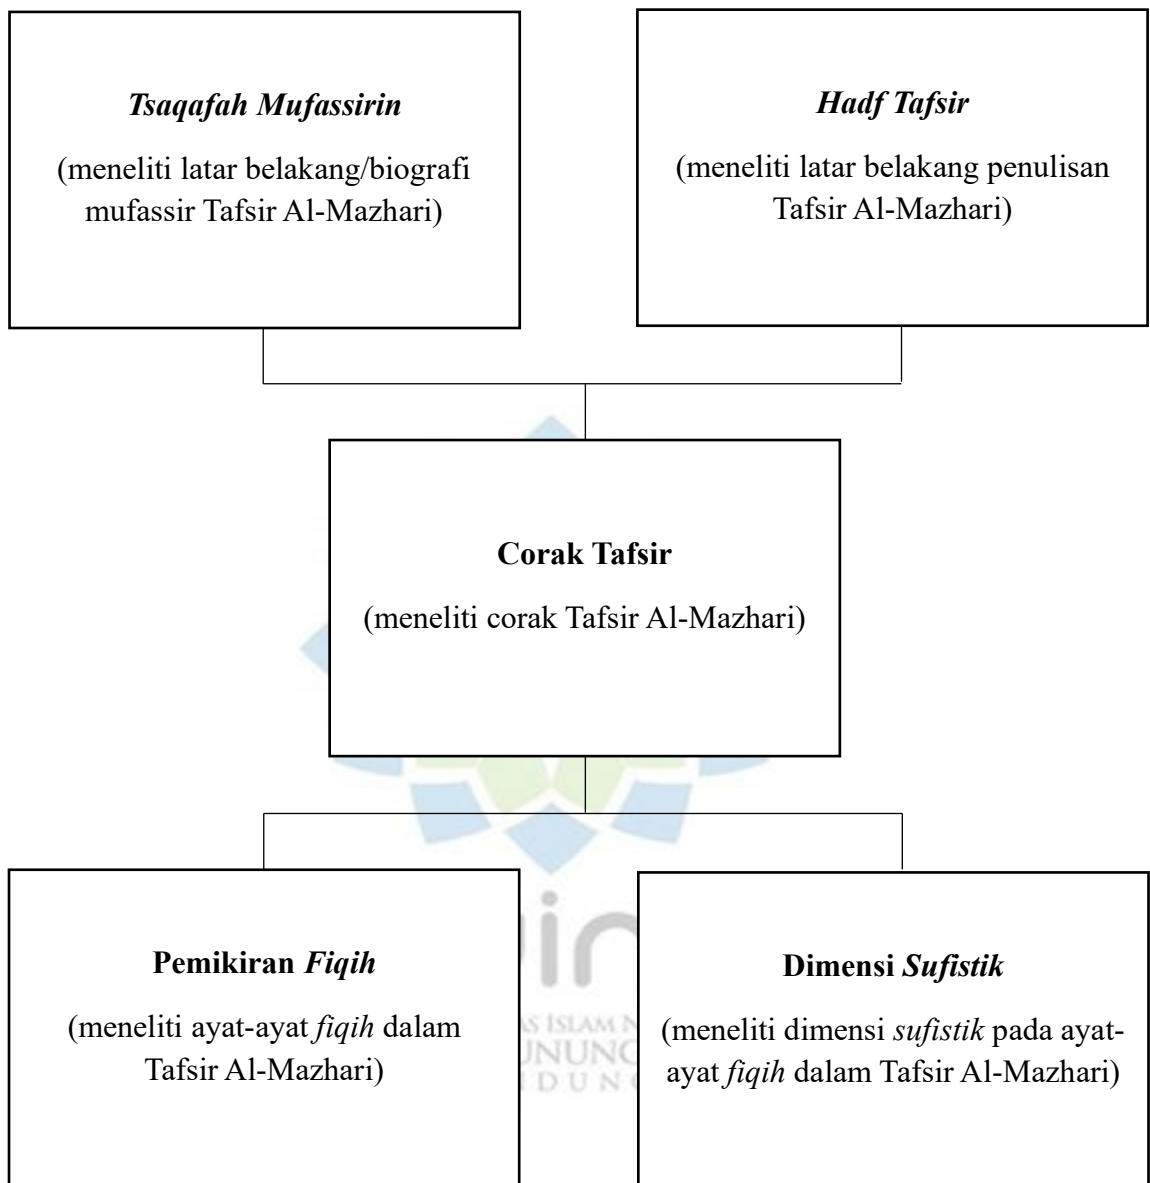 Tsaqafah Mufassirin
(meneliti latar belakang/biografi
mufassir Tafsir Al-Mazhari)
Hadf Tafsir
(meneliti latar belakang penulisan
Tafsir Al-Mazhari)
Corak Tafsir
(meneliti corak Tafsir Al-Mazhari)
Pemikiran Fiqih
(meneliti ayat-ayat fiqih dalam
Tafsir Al-Mazhari)
Dimensi Sufistik
(meneliti dimensi sufistik pada ayat-
ayat fiqih dalam Tafsir Al-Mazhari)
ISLAM